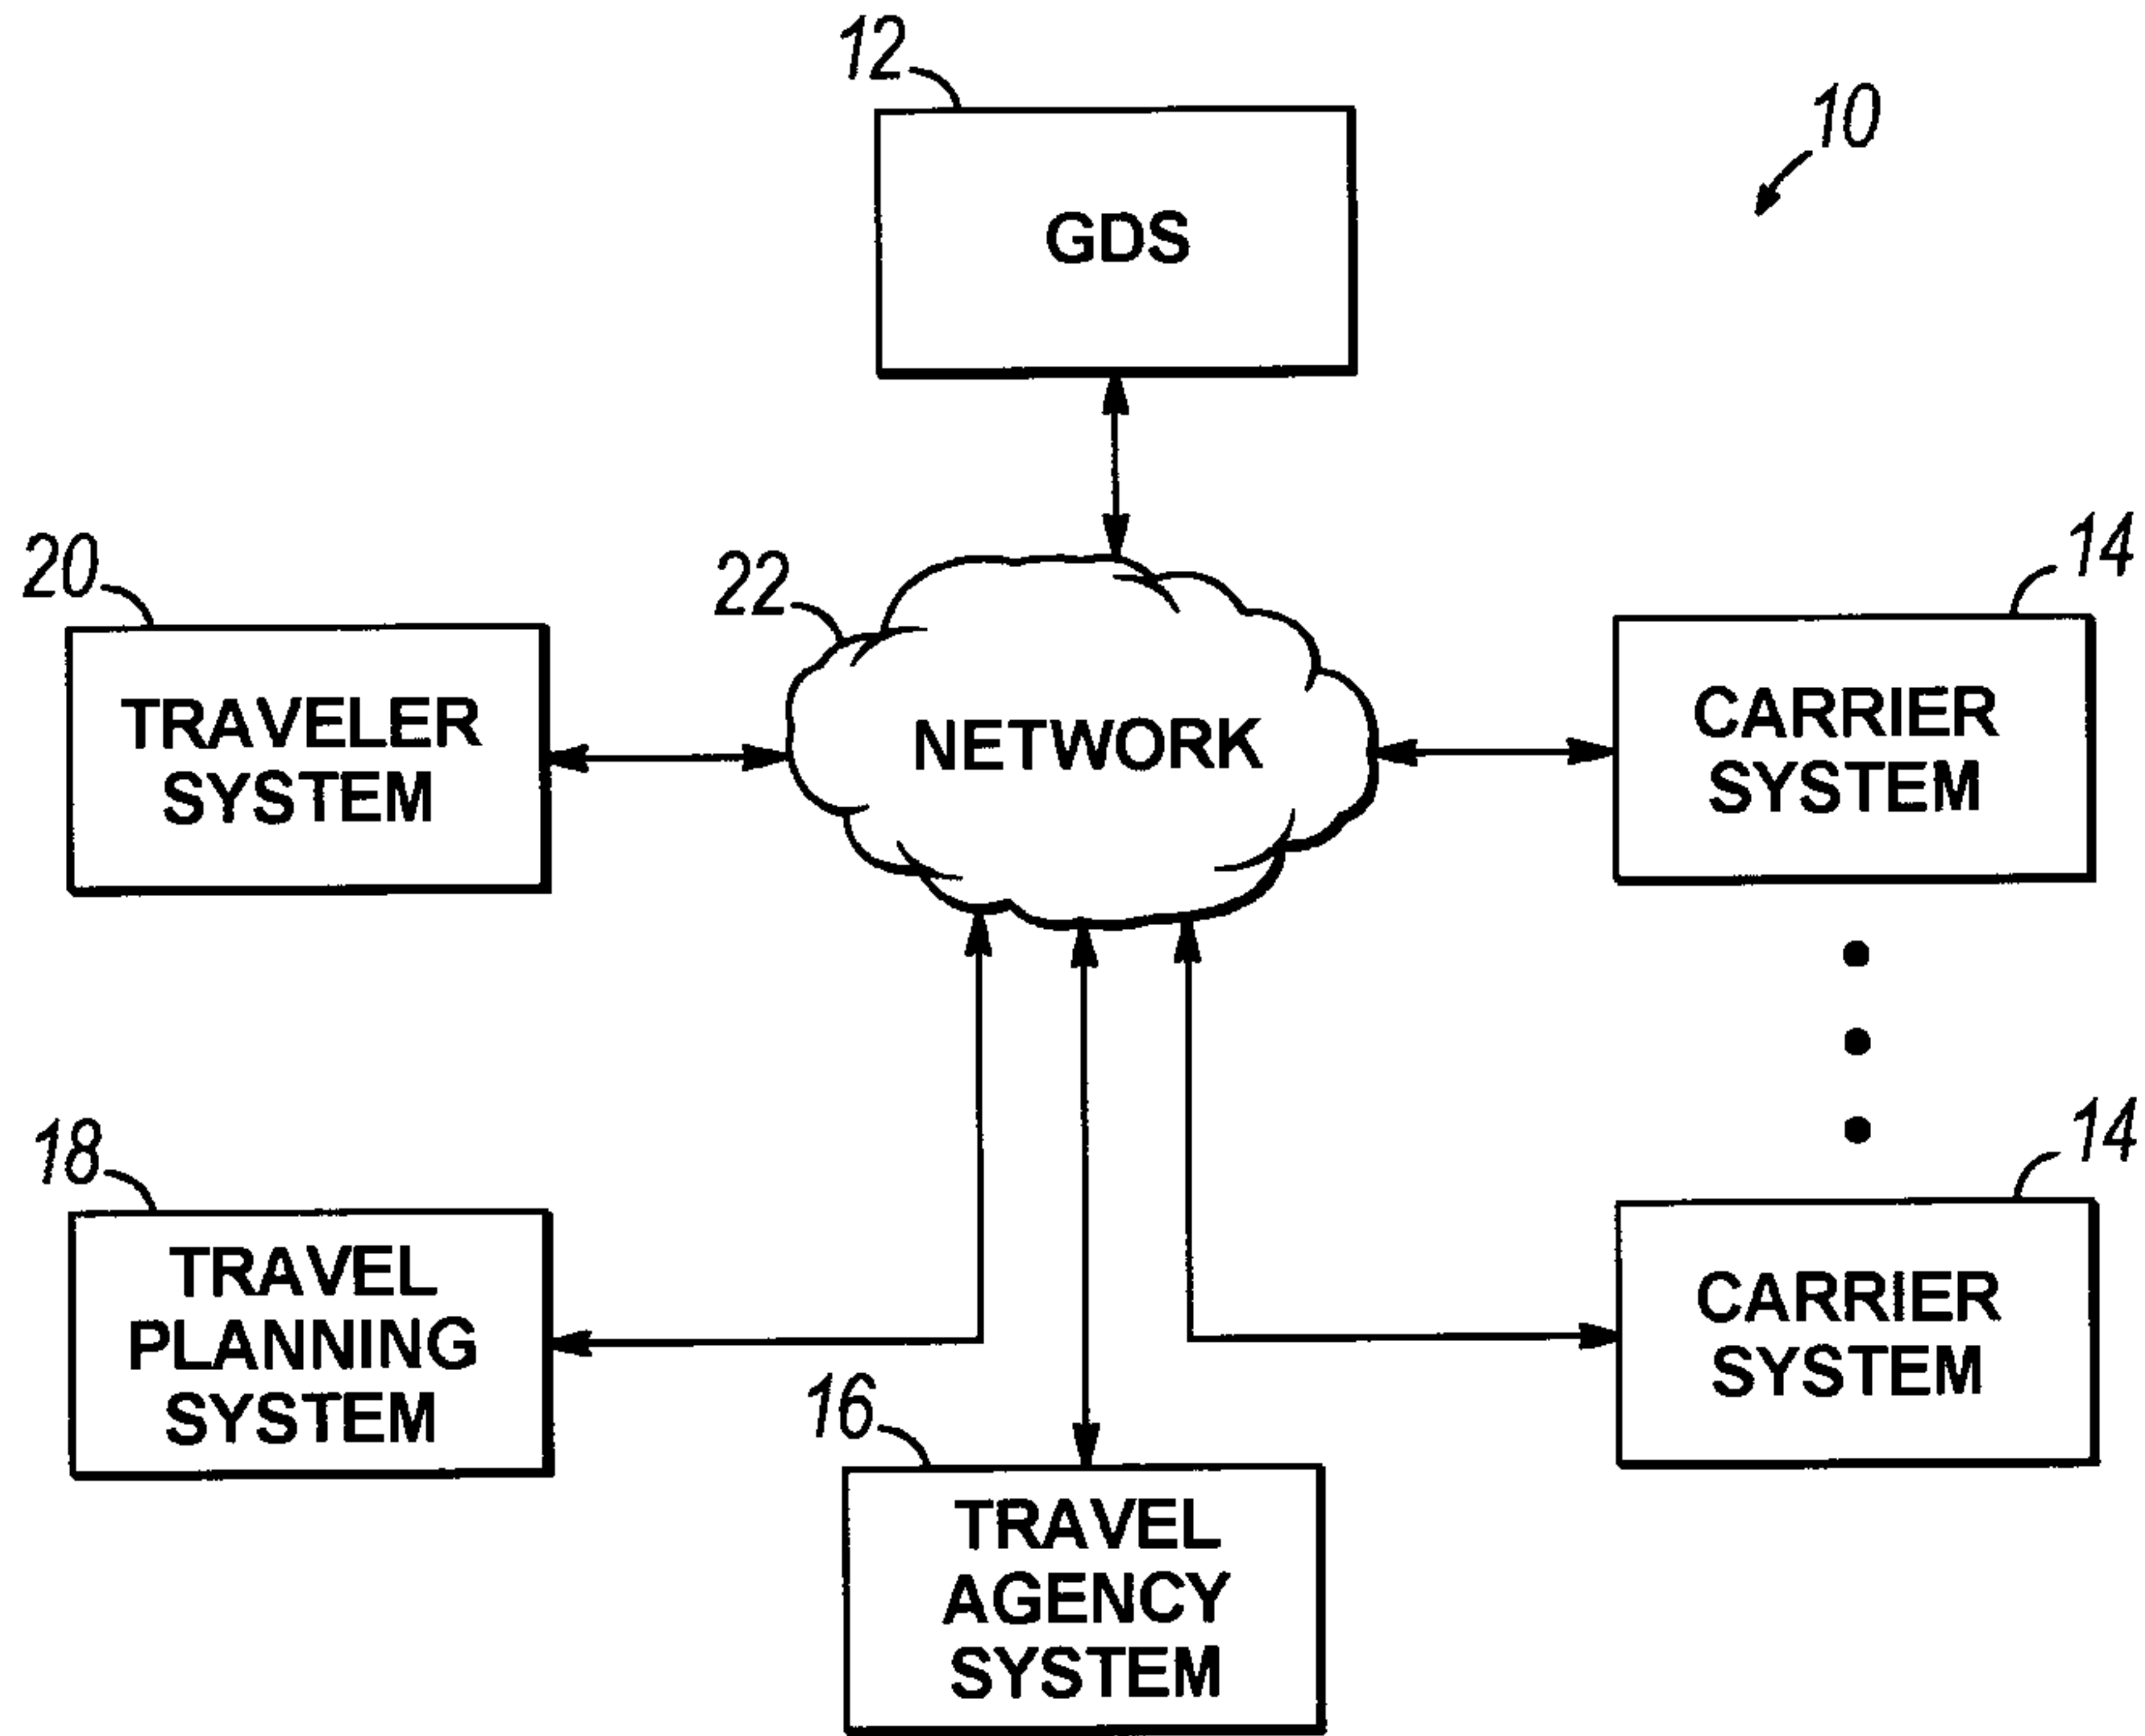 12
10
GDS
20
22
14
TRAVELER
SYSTEM
NETWORK
CARRIER
SYSTEM
18
14
TRAVEL
PLANNING
SYSTEM
CARRIER
SYSTEM
16
TRAVEL
AGENCY
SYSTEM